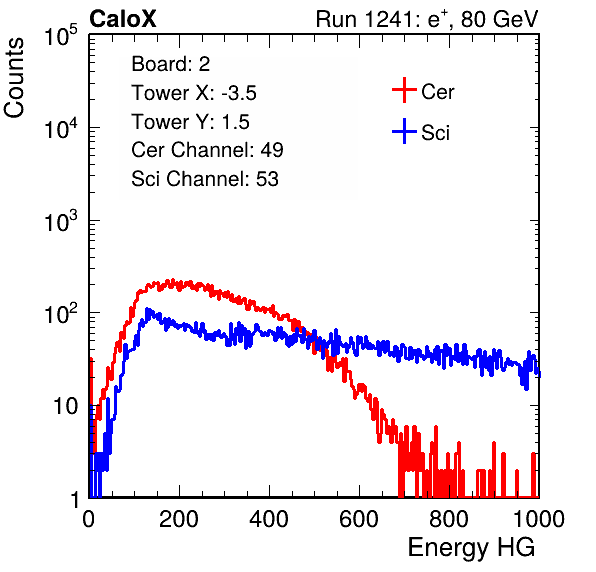 CaloX Run 1241: e⁺, 80 GeV
Counts
10⁵
10⁴
10³
10²
10
1
Board: 2
Tower X: -3.5
Tower Y: 1.5
Cer Channel: 49
Sci Channel: 53
Cer
Sci
0 200 400 600 800 1000
Energy HG